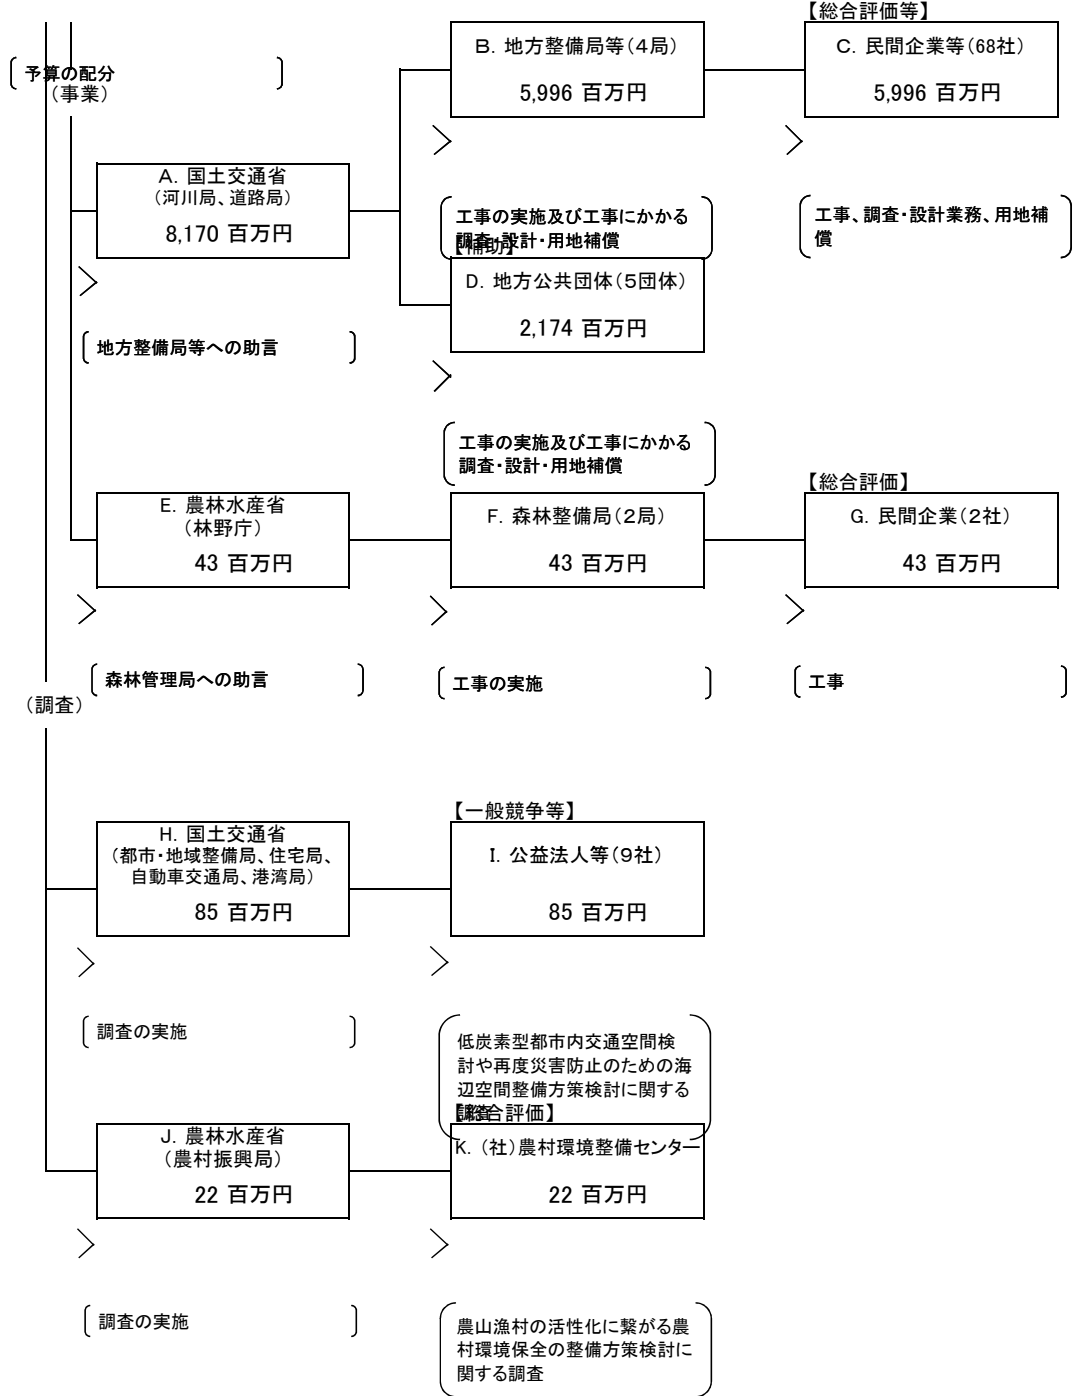 予算の配分
（事業）
A．国土交通省
（河川局、道路局）
8,170 百万円
地方整備局等への助言
B．地方整備局等（４局）
5,996 百万円
工事の実施及び工事にかかる
調査・設計・用地補償
【総合評価等】
C．民間企業等（68社）
5,996 百万円
工事、調査・設計業務、用地補
償
【補助】
D．地方公共団体（５団体）
2,174 百万円
工事の実施及び工事にかかる
調査・設計・用地補償
E．農林水産省
（林野庁）
43 百万円
森林管理局への助言
F．森林整備局（２局）
43 百万円
工事の実施
【総合評価】
G．民間企業（２社）
43 百万円
工事
（調査）
H．国土交通省
（都市・地域整備局、住宅局、
自動車交通局、港湾局）
85 百万円
調査の実施
【一般競争等】
I．公益法人等（９社）
85 百万円
低炭素型都市内交通空間検
討や再度災害防止のための海
辺空間整備方策検討に関する
調査
J．農林水産省
（農村振興局）
22 百万円
調査の実施
【総合評価】
K．（社）農村環境整備センター
22 百万円
農山漁村の活性化に繋がる農
村環境保全の整備方策検討に
関する調査